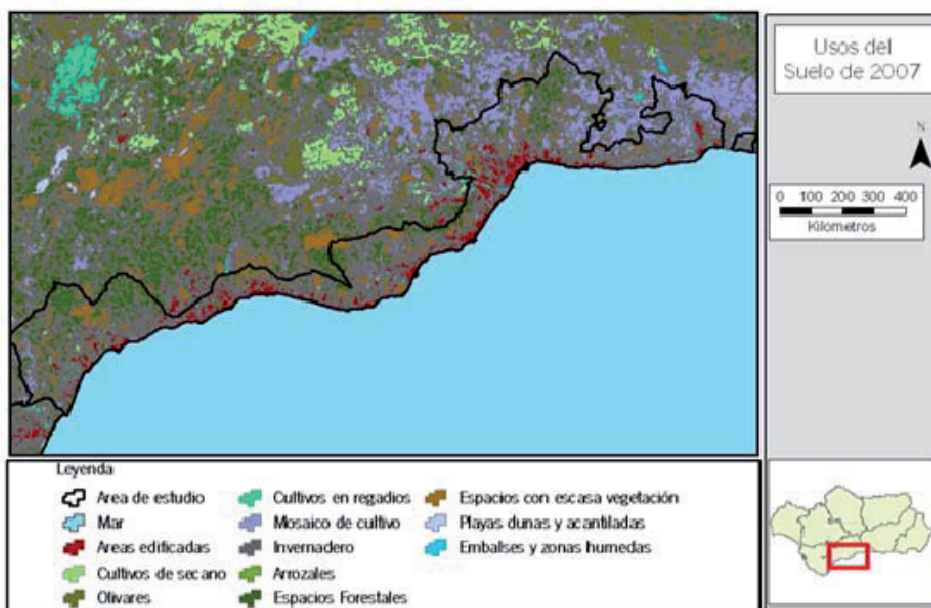 Usos del
Suelo de 2007
N
0 100 200 300 400
Kilometros
Leyenda
Area de estudio
Mar
Areas edificadas
Cultivos de secano
Olivares
Cultivos en regadios
Mosaico de cultivo
Invernadero
Arrozales
Espacios Forestales
Espacios con escasa vegetación
Playas dunas y acantiladas
Emballses y zonas humedas